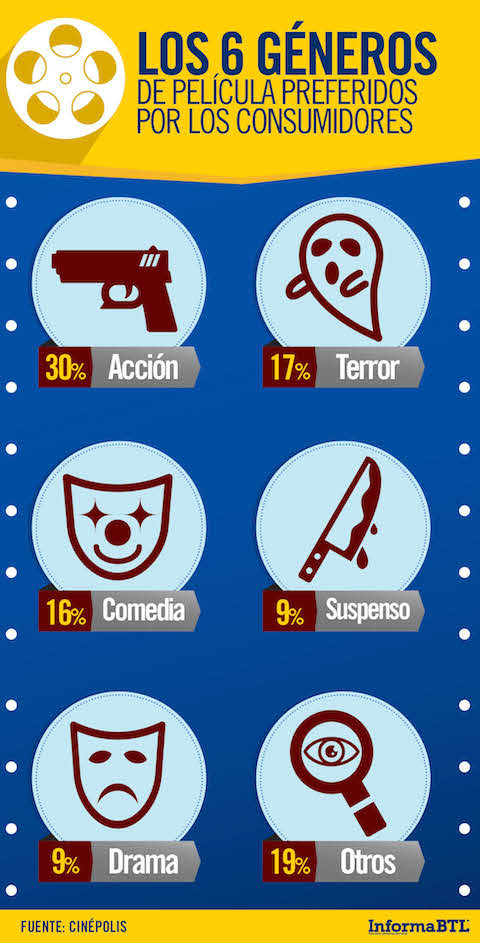 LOS 6 GÉNEROS
DE PELÍCULA PREFERIDOS
POR LOS CONSUMIDORES
30% Acción
17% Terror
16% Comedia
9% Suspenso
9% Drama
19% Otros
FUENTE: CINÉPOLIS
InformaBTL